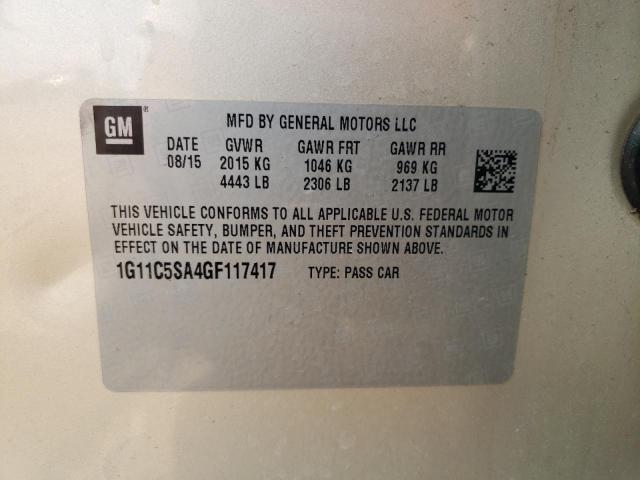 GM ®
MFD BY GENERAL MOTORS LLC
DATE GVWR GAWR FRT GAWR RR
08/15 2015 KG 1046 KG 969 KG
4443 LB 2306 LB 2137 LB
THIS VEHICLE CONFORMS TO ALL APPLICABLE U.S. FEDERAL MOTOR
VEHICLE SAFETY, BUMPER, AND THEFT PREVENTION STANDARDS IN
EFFECT ON THE DATE OF MANUFACTURE SHOWN ABOVE.
1G11C5SA4GF117417 TYPE: PASS CAR